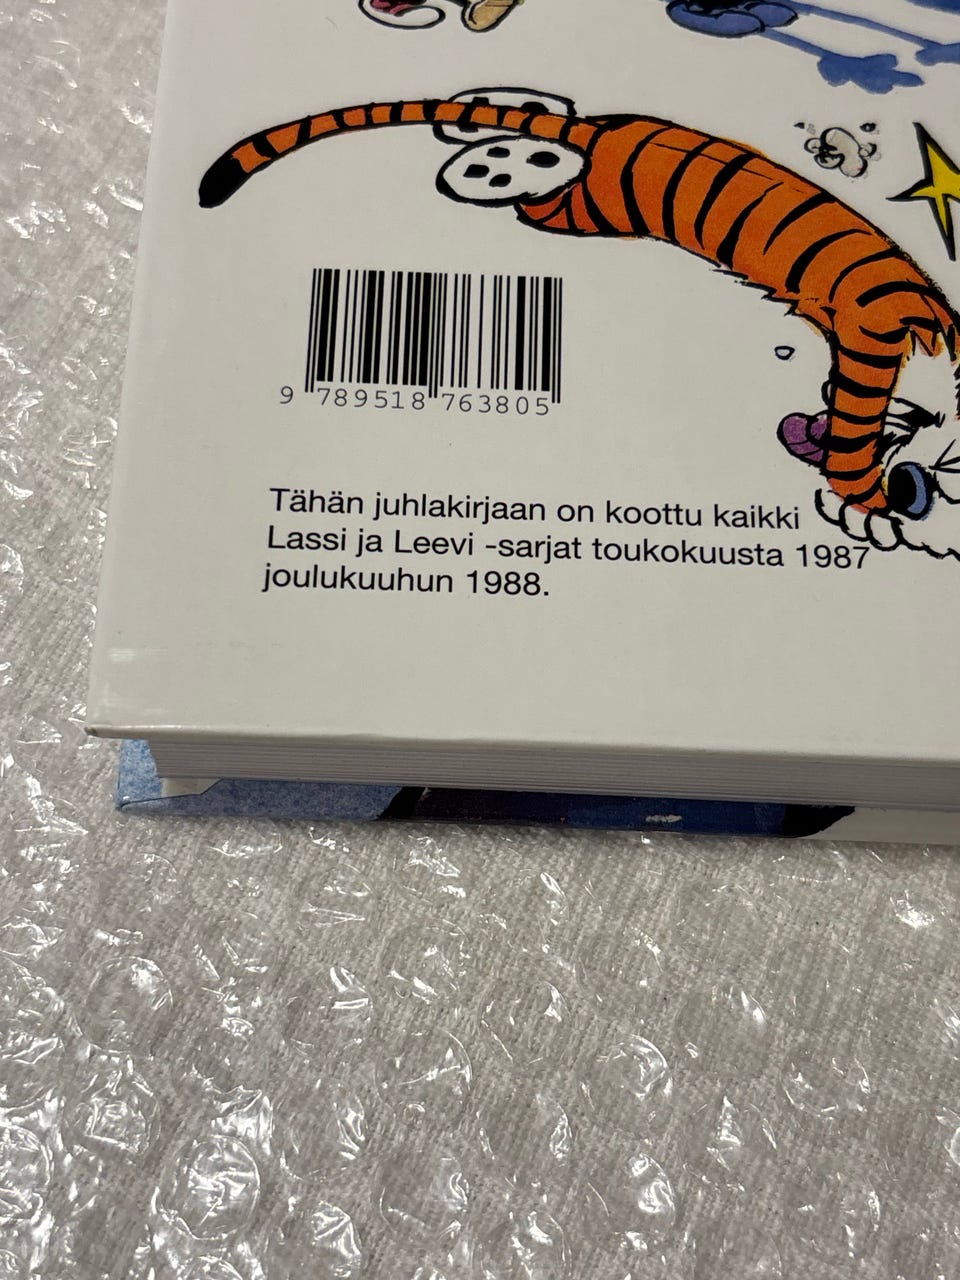 9 789518 763805
Tähän juhlakirjaan on koottu kaikki
Lassi ja Leevi -sarjat toukokuusta 1987
joulukuuhun 1988.